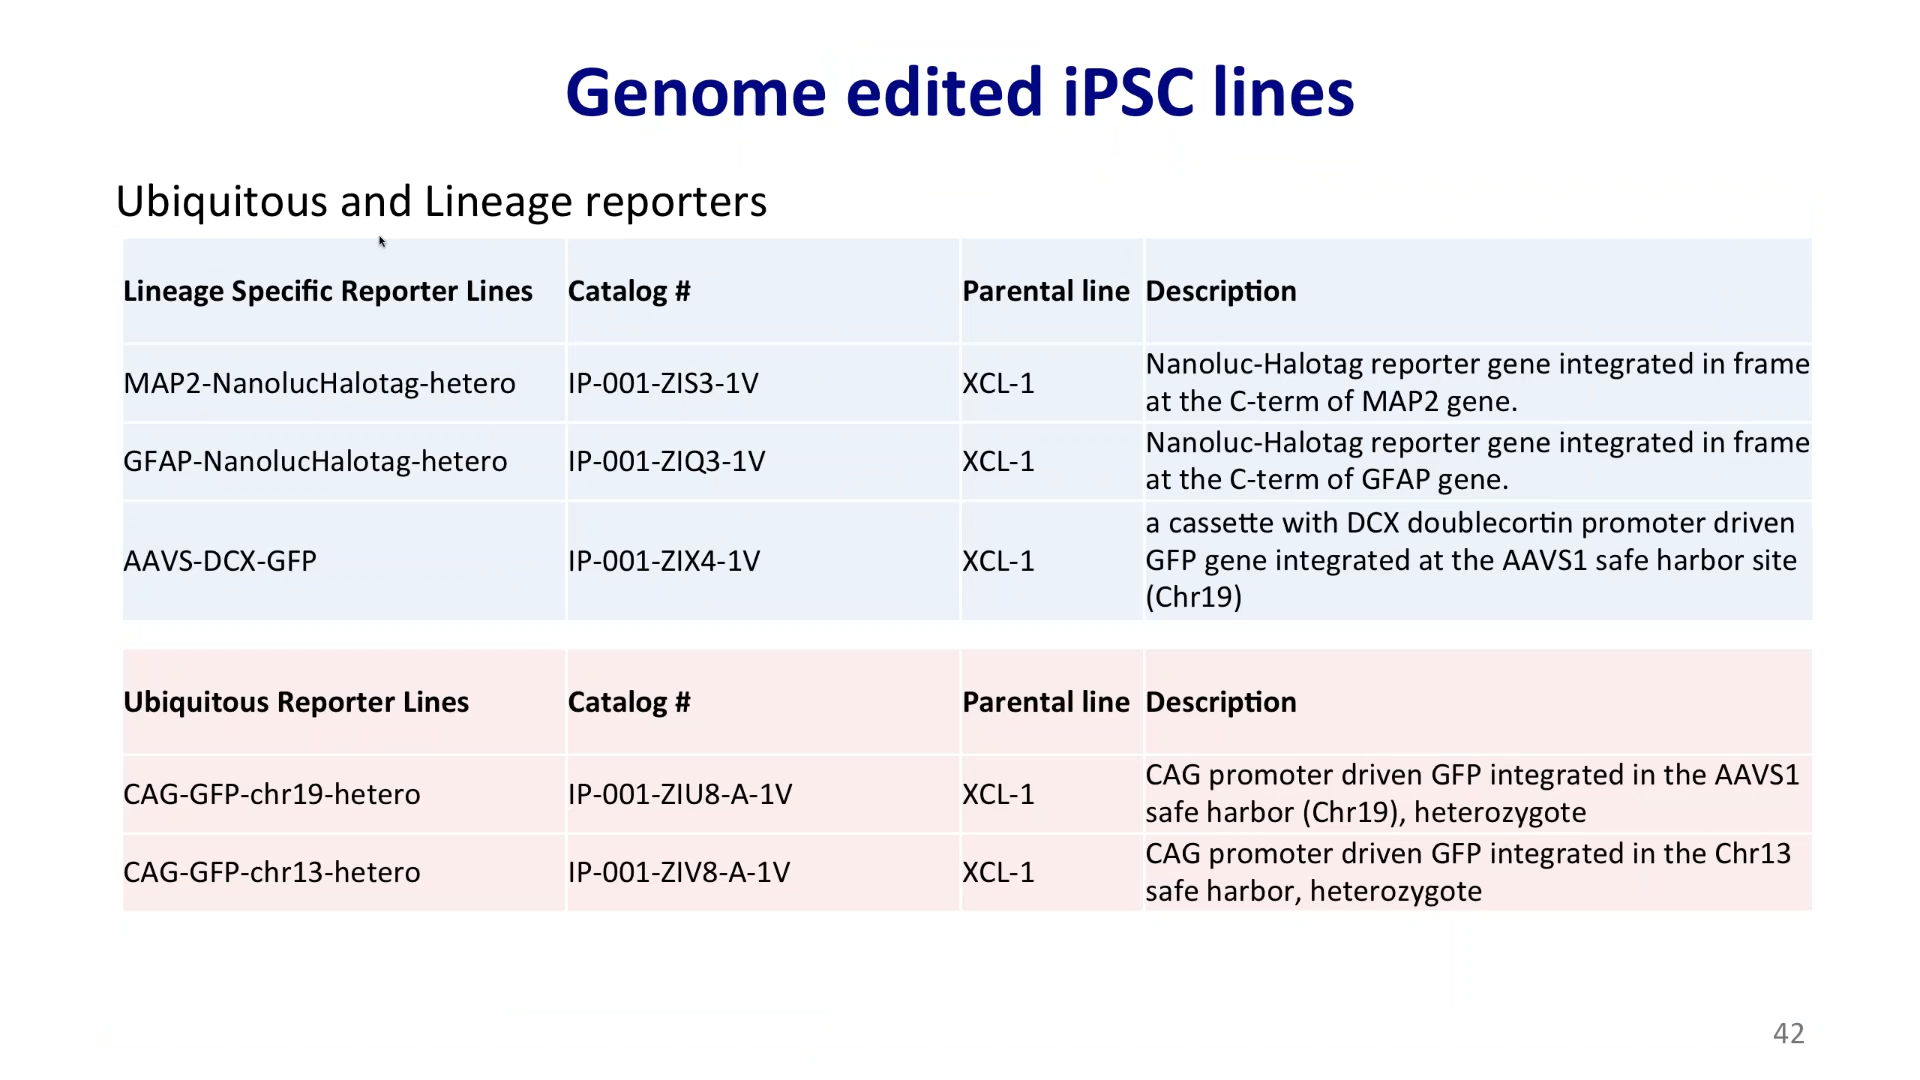 Genome edited iPSC lines
Ubiquitous and Lineage reporters
Lineage Specific Reporter Lines Catalog # Parental line Description
MAP2-NanolucHalotag-hetero IP-001-ZIS3-1V XCL-1 Nanoluc-Halotag reporter gene integrated in frame
at the C-term of MAP2 gene.
GFAP-NanolucHalotag-hetero IP-001-ZIQ3-1V XCL-1 Nanoluc-Halotag reporter gene integrated in frame
at the C-term of GFAP gene.
AAVS-DCX-GFP IP-001-ZIX4-1V XCL-1 a cassette with DCX doublecortin promoter driven
GFP gene integrated at the AAVS1 safe harbor site
(Chr19)
Ubiquitous Reporter Lines Catalog # Parental line Description
CAG-GFP-chr19-hetero IP-001-ZIU8-A-1V XCL-1 CAG promoter driven GFP integrated in the AAVS1
safe harbor (Chr19), heterozygote
CAG-GFP-chr13-hetero IP-001-ZIV8-A-1V XCL-1 CAG promoter driven GFP integrated in the Chr13
safe harbor, heterozygote
42